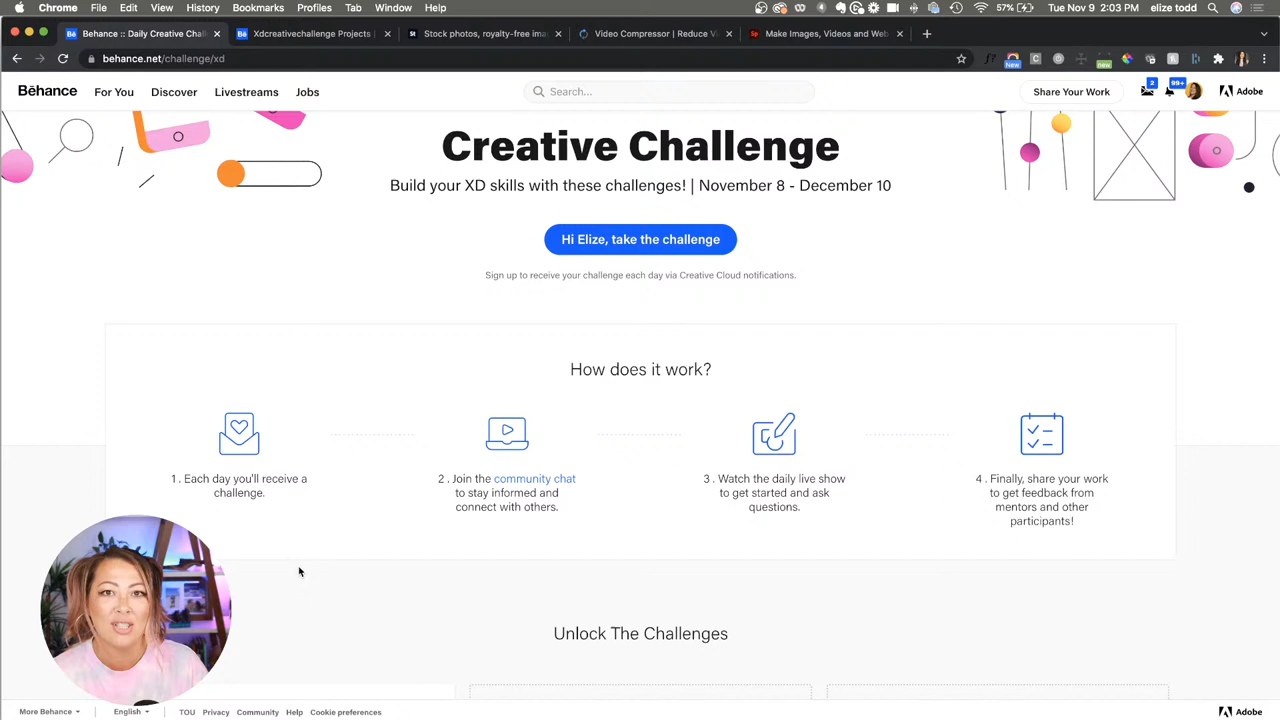 Chrome File Edit View History Bookmarks Profiles Tab Window Help
57% Tue Nov 9 2:03 PM elize todd
Behance :: Daily Creative Chall
Xdcreativechallenge Projects |
Stock photos, royalty-free ima
Video Compressor | Reduce Vi
Make Images, Videos and Web
behance.net/challenge/xd
New
new
Bēhance For You Discover Livestreams Jobs
Search...
Share Your Work
2
99+
Adobe
Creative Challenge
Build your XD skills with these challenges! | November 8 - December 10
Hi Elize, take the challenge
Sign up to receive your challenge each day via Creative Cloud notifications.
How does it work?
1 . Each day you'll receive a
challenge.
2 . Join the community chat
to stay informed and
connect with others.
3 . Watch the daily live show
to get started and ask
questions.
4 . Finally, share your work
to get feedback from
mentors and other
participants!
Unlock The Challenges
More Behance English TOU Privacy Community Help Cookie preferences
Adobe